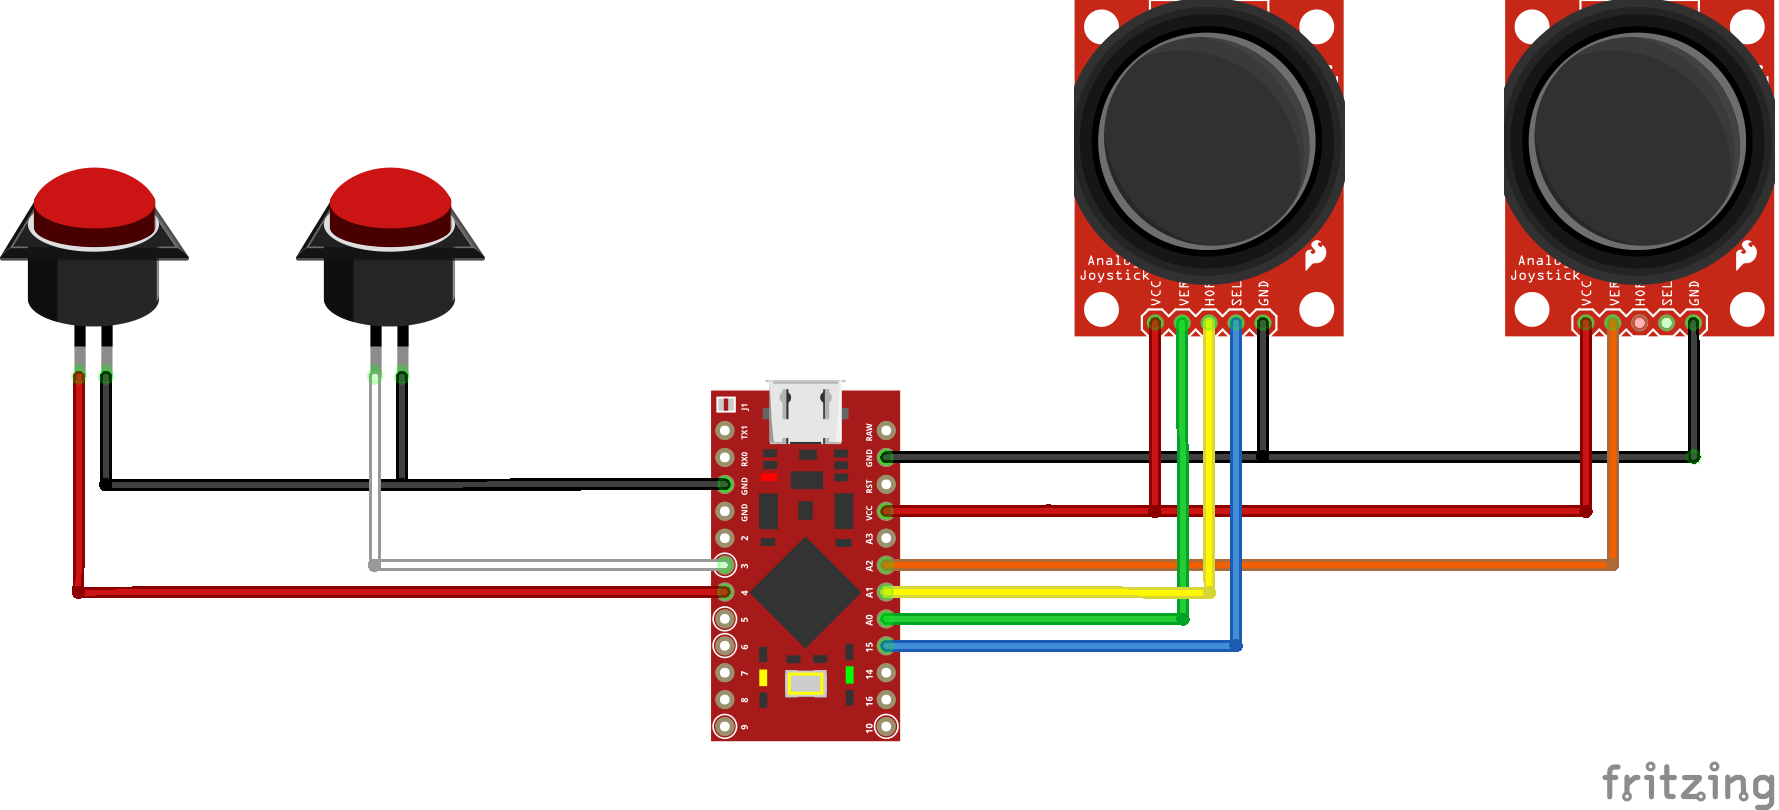 Analog
Joystick
VCC
VER
HOR
SEL
GND
Analog
Joystick
VCC
VER
HOR
SEL
GND
J1
TX1
RX0
GND
GND
2
3
4
5
6
7
8
9
RAW
GND
RST
VCC
A3
A2
A1
A0
15
14
16
10
fritzing